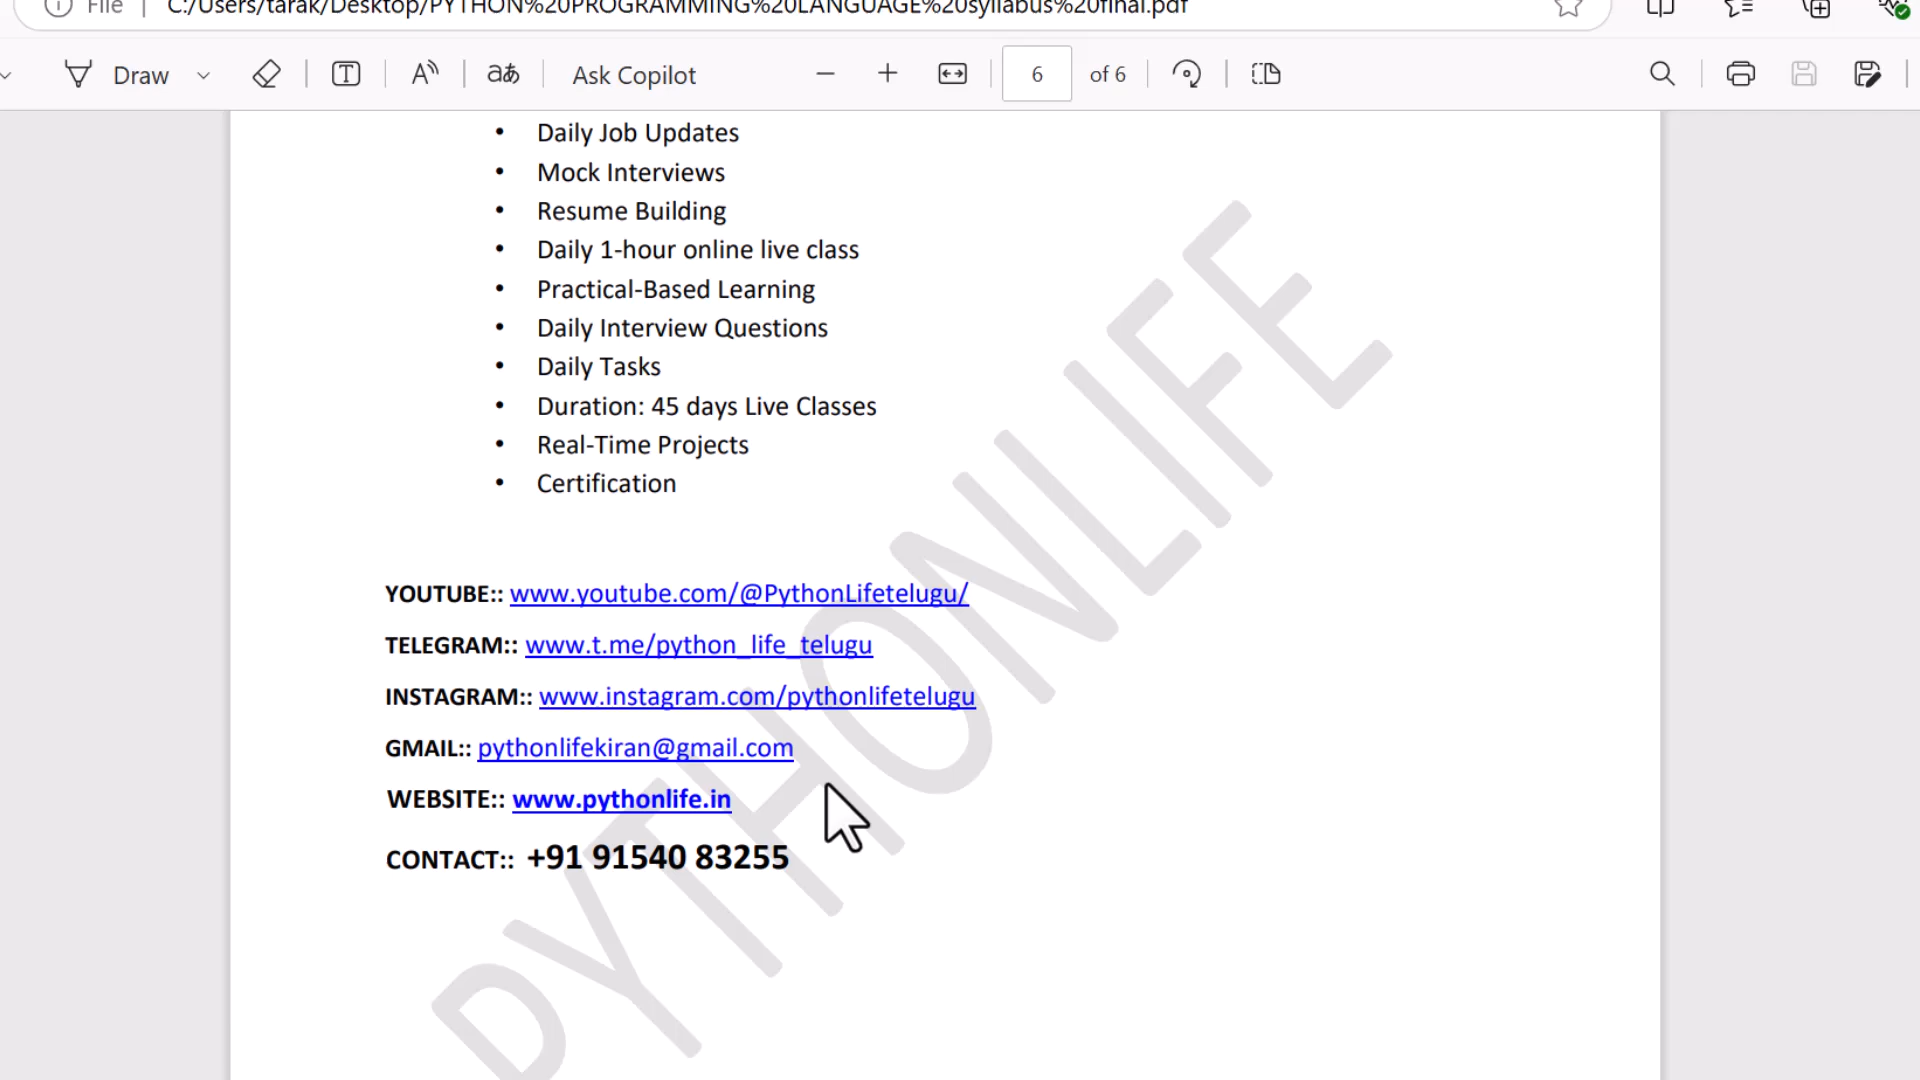 File
C:/Users/tarak/Desktop/PYTHON%20PROGRAMMING%20LANGUAGE%20syllabus%20final.pdf
Draw
Ask Copilot
6 of 6
• Daily Job Updates
• Mock Interviews
• Resume Building
• Daily 1-hour online live class
• Practical-Based Learning
• Daily Interview Questions
• Daily Tasks
• Duration: 45 days Live Classes
• Real-Time Projects
• Certification
YOUTUBE:: www.youtube.com/@PythonLifetelugu/
TELEGRAM:: www.t.me/python_life_telugu
INSTAGRAM:: www.instagram.com/pythonlifetelugu
GMAIL:: pythonlifekiran@gmail.com
WEBSITE:: www.pythonlife.in
CONTACT:: +91 91540 83255
PYTHONLIFE